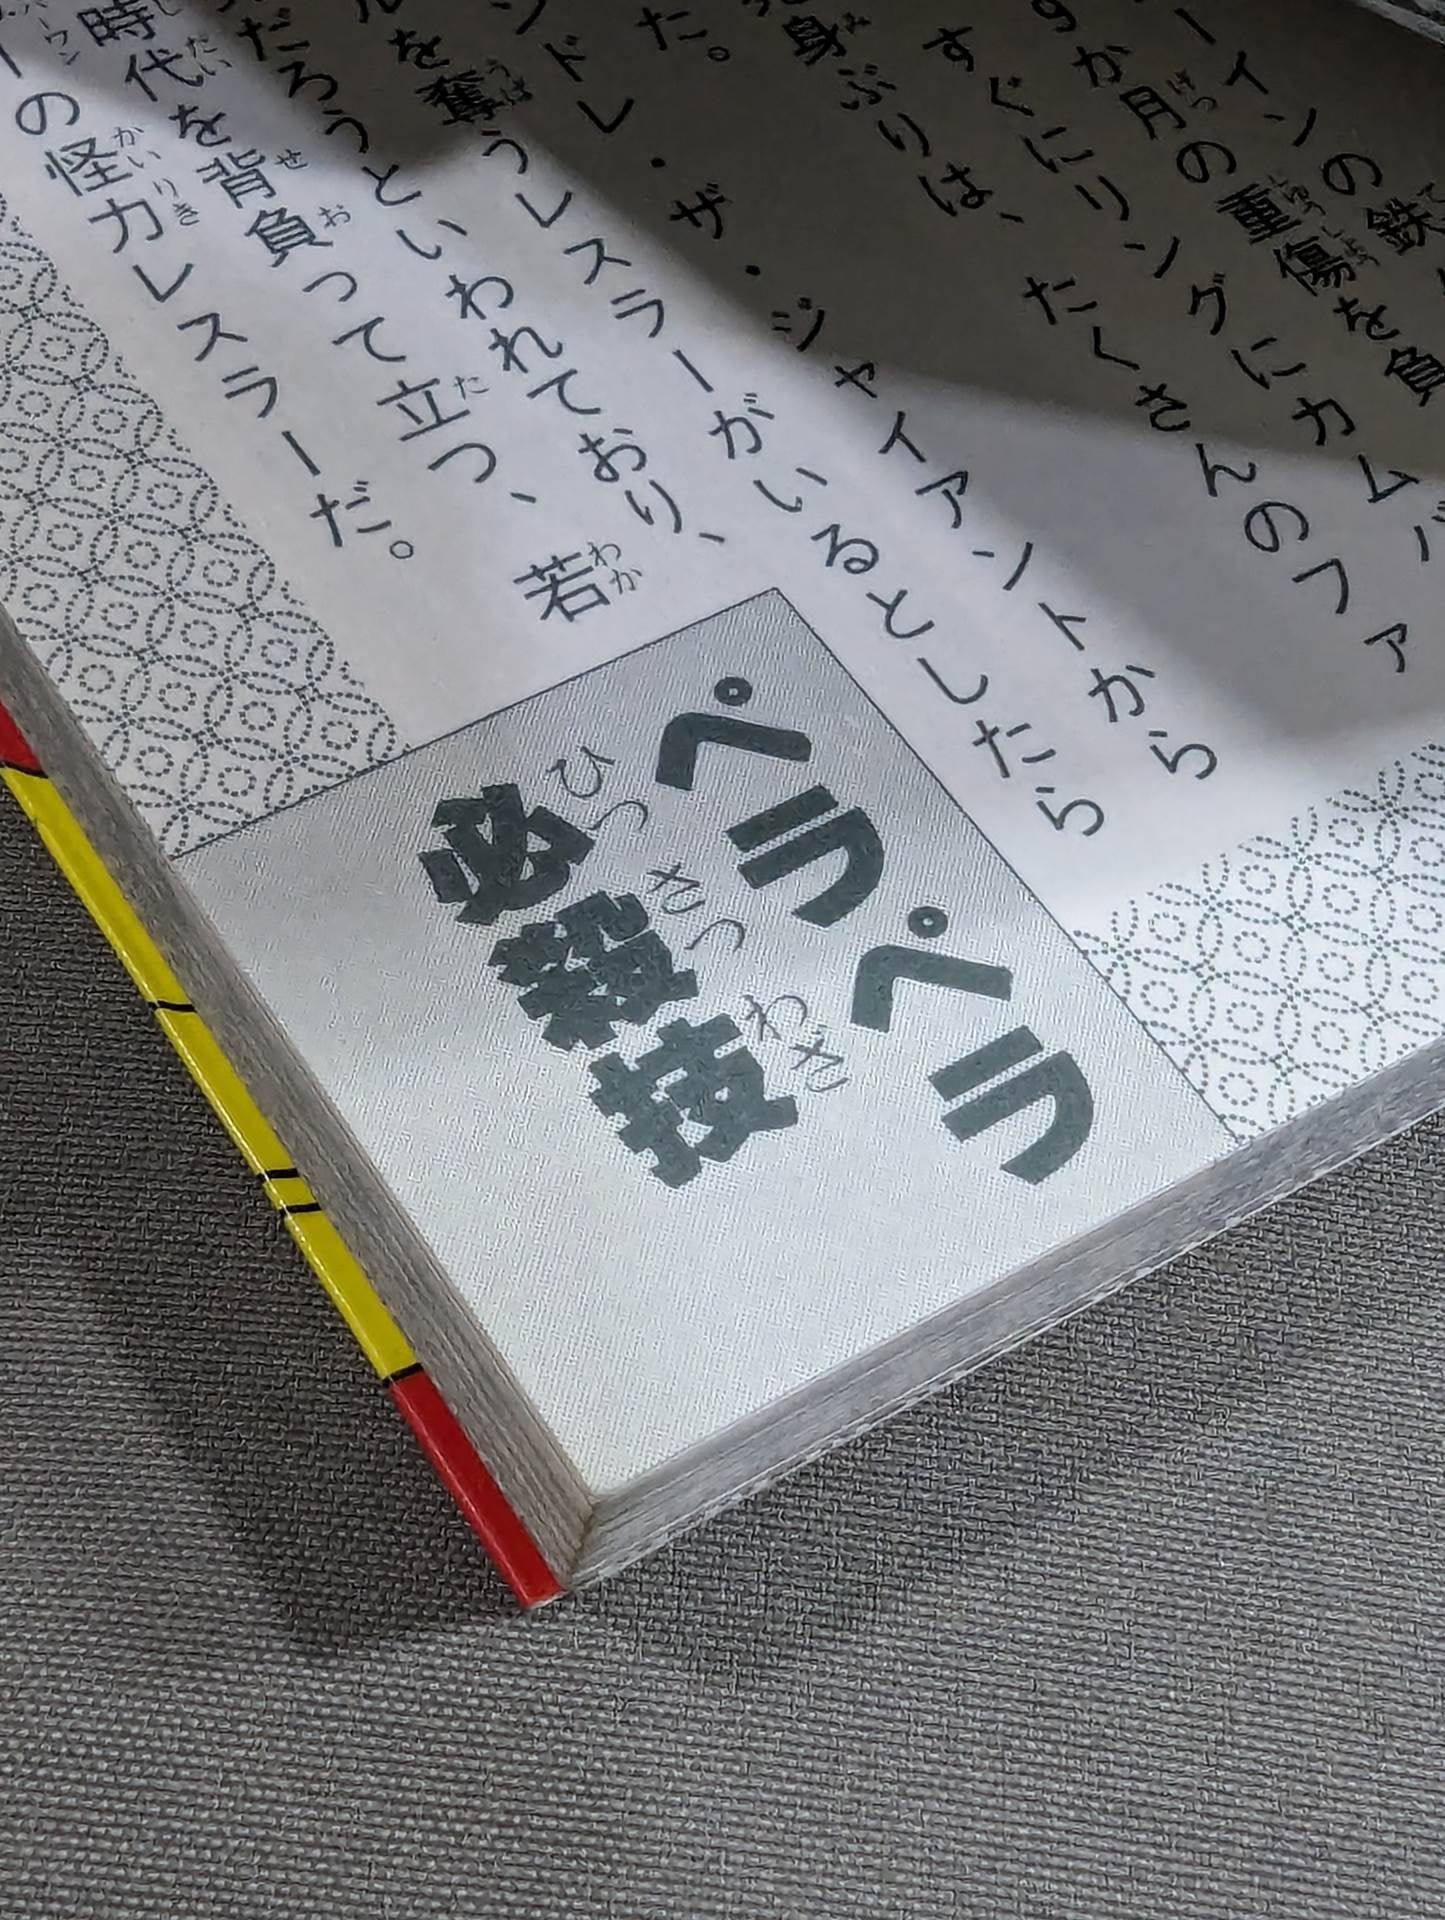 インの鉄
か月の重傷を負
すぐにリングにカムバ
身ぶりは、たくさんのファ
た。
ンドレ・ザ・ジャイアントから
を奪うレスラーがいるとしたら
だろうといわれており、若
時代を背負って立つ、
ーの怪力レスラーだ。
ペラペラ
必殺技